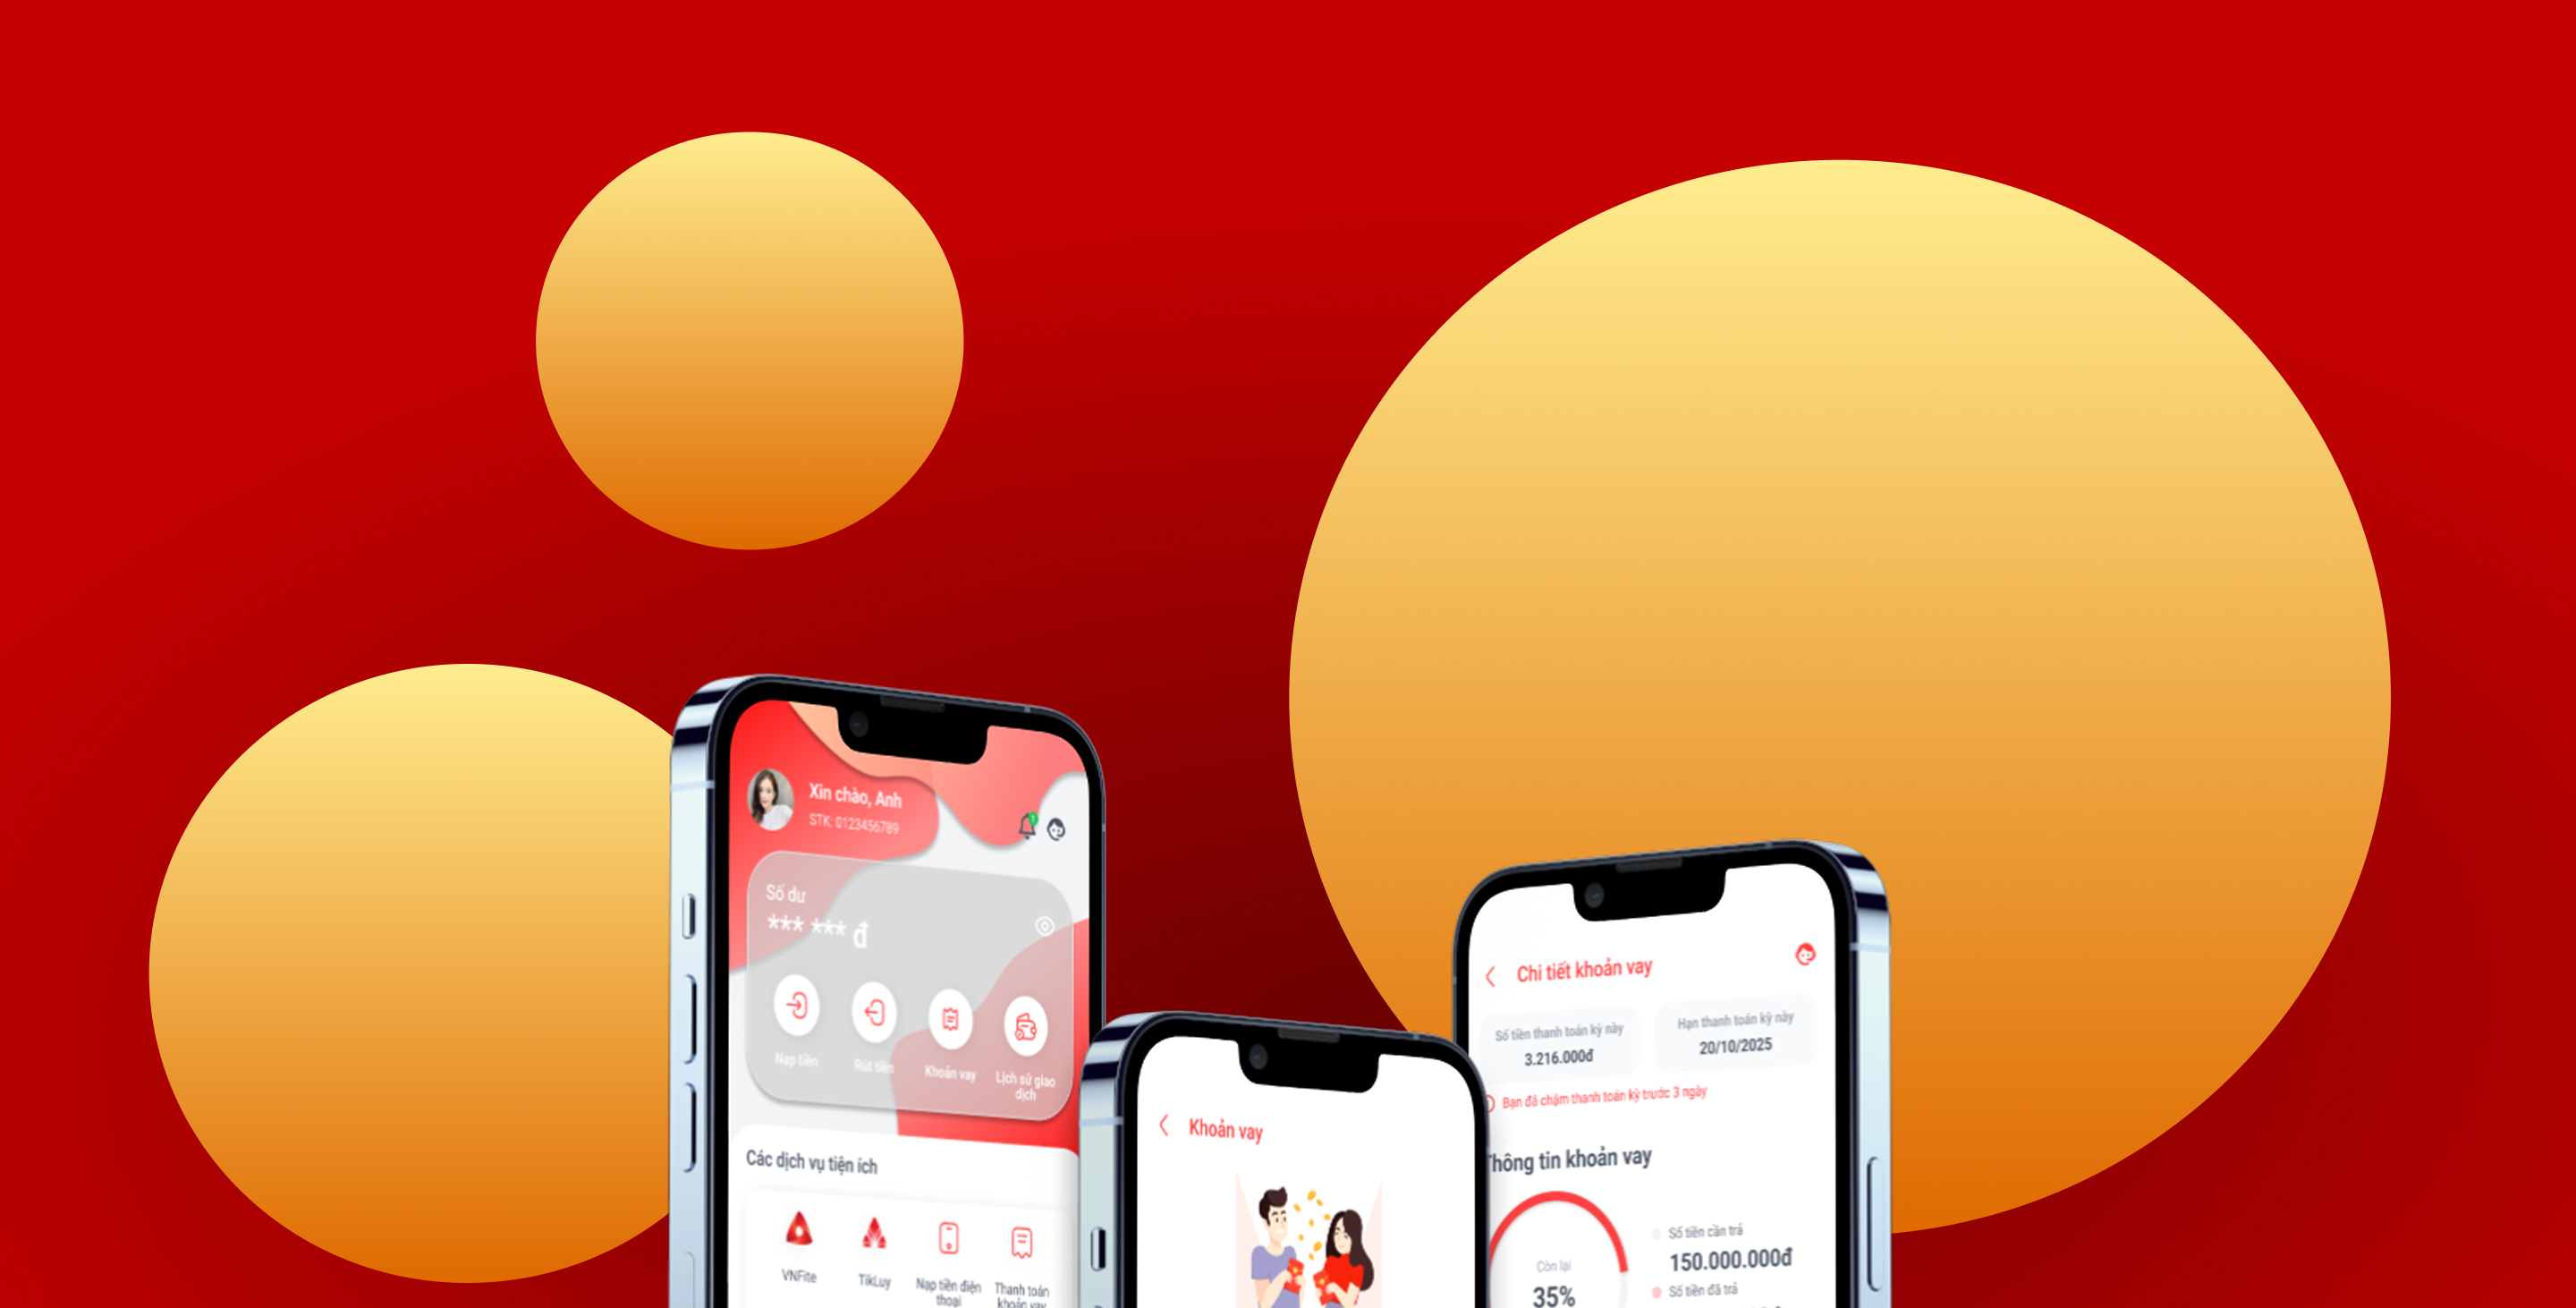 Xin chào, Anh
STK: 0123456789
Số dư
*** *** đ
Nạp tiền
Rút tiền
Khoản vay
Lịch sử giao
dịch
Các dịch vụ tiện ích
VNFite
TikLuy
Nạp tiền điện
thoại
Thanh toán
khoản vay
Khoản vay
Chi tiết khoản vay
Số tiền thanh toán kỳ này
3.216.000đ
Hạn thanh toán kỳ này
20/10/2025
Bạn đã chậm thanh toán kỳ trước 3 ngày
Thông tin khoản vay
Còn lại
35%
Số tiền cần trả
150.000.000đ
Số tiền đã trả